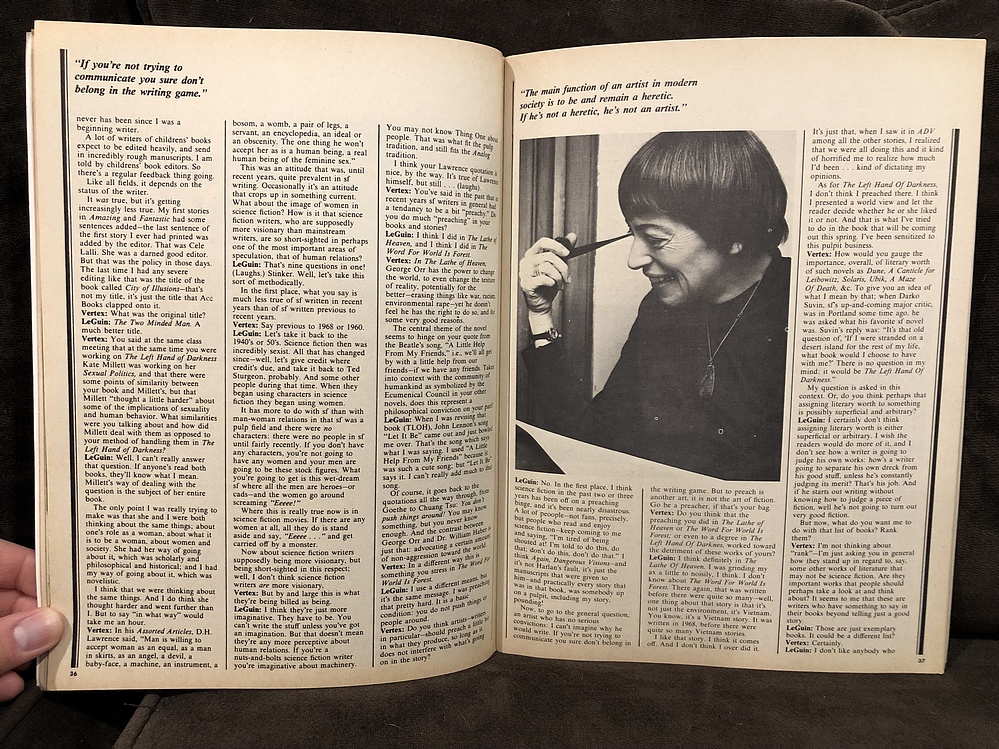 "If you're not trying to
communicate you sure don't
belong in the writing game."
never has been since I was a
beginning writer.
A lot of writers of childrens' books
expect to be edited heavily, and send
in incredibly rough manuscripts, I am
told by childrens' book editors. So
there's a regular feedback thing going.
Like all fields, it depends on the
status of the writer.
It was true, but it's getting
increasingly less true. My first stories
in Amazing and Fantastic had some
sentences added—the last sentence of
the first story I ever had printed was
added by the editor. That was Cele
Lalli. She was a darned good editor.
But that was the policy in those days.
The last time I had any severe
editing like that was the title of the
book called City of Illusions—that's
not my title, it's just the title that Ace
Books clapped onto it.
Vertex: What was the original title?
LeGuin: The Two Minded Man. A
much better title.
Vertex: You said at the same class
meeting that at the same time you were
working on The Left Hand of Darkness
Kate Millett was working on her
Sexual Politics, and that there were
some points of similarity between
your book and Millett's, but that
Millett "thought a little harder" about
some of the implications of sexuality
and human behavior. What similarities
were you talking about and how did
Millett deal with them as opposed to
your method of handling them in The
Left Hand of Darkness?
LeGuin: Well, I can't really answer
that question. If anyone's read both
books, they'll know what I mean.
Millett's way of dealing with the
question is the subject of her entire
book.
The only point I was really trying to
make was that she and I were both
thinking about the same things; about
one's role as a woman, about what it
is to be a woman, about women and
society. She had her way of going
about it, which was scholarly and
philosophical and historical; and I had
my way of going about it, which was
novelistic.
I think that we were thinking about
the same things. And I do think she
thought harder and went further than
I. But to say "in what way" would
take me an hour.
Vertex: In his Assorted Articles, D.H.
Lawrence said, "Man is willing to
accept woman as an equal, as a man
in skirts, as an angel, a devil, a
baby-face, a machine, an instrument, a
36
bosom, a womb, a pair of legs, a
servant, an encyclopedia, an ideal or
an obscenity. The one thing he won't
accept her as is a human being, a real
human being of the feminine sex."
This was an attitude that was, until
recent years, quite prevalent in sf
writing. Occasionally it's an attitude
that crops up in something current.
What about the image of women in
science fiction? How is it that science
fiction writers, who are supposedly
more visionary than mainstream
writers, are so short-sighted in perhaps
one of the most important areas of
speculation, that of human relations?
LeGuin: That's nine questions in one!
(Laughs.) Stinker. Well, let's take this
sort of methodically.
In the first place, what you say is
much less true of sf written in recent
years than of sf written previous to
recent years.
Vertex: Say previous to 1968 or 1960.
LeGuin: Let's take it back to the
1940's or 50's. Science fiction then was
incredibly sexist. All that has changed
since—well, let's give credit where
credit's due, and take it back to Ted
Sturgeon, probably. And some other
people during that time. When they
began using characters in science
fiction they began using women.
It has more to do with sf than with
man-woman relations in that sf was a
pulp field and there were no
characters: there were no people in sf
until fairly recently. If you don't have
any characters, you're not going to
have any women and your men are
going to be these stock figures. What
you're going to get is this wet-dream
sf where all the men are heroes—or
cads—and the women go around
screaming "Eeeee!"
Where this is really true now is in
science fiction movies. If there are any
women at all, all they do is stand
aside and say, "Eeeee . . ." and get
carried off by a monster.
Now about science fiction writers
supposedly being more visionary, but
being short-sighted in this respect;
well, I don't think science fiction
writers are more visionary.
Vertex: But by and large this is what
they're being billed as being.
LeGuin: I think they're just more
imaginative. They have to be. You
can't write the stuff unless you've got
an imagination. But that doesn't mean
they're any more perceptive about
human relations. If you're a
nuts-and-bolts science fiction writer
you're imaginative about machinery.
You may not know Thing One about
people. That was what fit the pulp
tradition, and still fits the Analog
tradition.
I think your Lawrence quotation is
nice, by the way. It's true of Lawrence
himself, but still . . . (laughs).
Vertex: You've said in the past that in
recent years sf writers in general had
a tendency to be a bit "preachy." Do
you do much "preaching" in your
books and stories?
LeGuin: I think I did in The Lathe of
Heaven, and I think I did in The
Word For World Is Forest.
Vertex: In The Lathe of Heaven,
George Orr has the power to change
the world, to even change the texture
of reality, potentially for the
better—erasing things like war, racism,
environmental rape—yet he doesn't
feel he has the right to do so, and for
some very good reasons.
The central theme of the novel
seems to hinge on your quote from
the Beatle's song, "A Little Help
From My Friends," i.e., we'll all get
by with a little help from our
friends—if we have any friends. Taken
into context with the community of
humankind as symbolized by the
Ecumenical Council in your other
novels, does this represent a
philosophical conviction on your part?
LeGuin: When I was revising that
book (TLOH), John Lennon's song
"Let It Be" came out and just bowled
me over. That's the song which says
what I was saying. I used "A Little
Help From My Friends" because it
was such a cute song; but "Let It Be"
says it. I can't really add much to that
song.
Of course, it goes back to the
quotations all the way through, from
Goethe to Chuang Tsu: You don't
push things around! You may know
something, but you never know
enough. And the contrast between
George Orr and Dr. William Haber is
just that: advocating a certain amount
of non-aggression toward the world.
Vertex: In a different way this is
something you stress in The Word For
World Is Forest.
LeGuin: I use a different means, but
it's the same message. I was preaching
that pretty hard. It is a basic
condition: you do not push things or
people around.
Vertex: Do you think artists—writers
in particular—should preach a little bit
in what they produce, so long as it
does not interfere with what's going
on in the story?
"The main function of an artist in modern
society is to be and remain a heretic.
If he's not a heretic, he's not an artist."
LeGuin: No. In the first place, I think
science fiction in the past two or three
years has been off on a preaching
binge, and it's been nearly disastrous.
A lot of people—not fans, precisely,
but people who read and enjoy
science fiction—keep coming to me
and saying, "I'm tired of being
shouted at! I'm told to do this, do
that; don't do this, don't do that." I
think Again, Dangerous Visions—and
it's not Harlan's fault, it's just the
manuscripts that were given to
him—and practically every story that
was in that book, was somebody up
on a pulpit, including my story,
pounding!
Now, to go to the general question,
an artist who has no serious
convictions: I can't imagine why he
would write. If you're not trying to
communicate you sure don't belong in
the writing game. But to preach is
another art, it is not the art of fiction.
Go be a preacher, if that's your bag.
Vertex: Do you think that the
preaching you did in The Lathe of
Heaven or The Word For World Is
Forest, or even to a degree in The
Left Hand Of Darkness, worked toward
the detriment of those works of yours?
LeGuin: I think definitely in The
Lathe Of Heaven. I was grinding my
ax a little to noisily, I think. I don't
know about The Word For World Is
Forest. There again, that was written
before there were quite so many—well,
one thing about that story is that it's
not just the environment, it's Vietnam.
You know, it's a Vietnam story. It was
written in 1968, before there were
quite so many Vietnam stories.
I like that story. I think it comes
off. And I don't think I over did it.
It's just that, when I saw it in ADV
among all the other stories, I realized
that we were all doing this and it kind
of horrified me to realize how much
I'd been . . . kind of dictating my
opinions.
As for The Left Hand Of Darkness,
I don't think I preached there. I think
I presented a world view and let the
reader decide whether he or she liked
it or not. And that is what I've tried
to do in the book that will be coming
out this spring. I've been sensitized to
this pulpit business.
Vertex: How would you gauge the
importance, overall, of literary worth
of such novels as Dune, A Canticle for
Leibowitz, Solaris, Ubik, A Maze
Of Death, &c. To give you an idea of
what I mean by that; when Darko
Suvin, sf's up-and-coming major critic,
was in Portland some time ago, he
was asked what his favorite sf novel
was. Suvin's reply was: "It's that old
question of, 'If I were stranded on a
desert island for the rest of my life,
what book would I choose to have
with me?' There is no question in my
mind: it would be The Left Hand Of
Darkness."
My question is asked in this
context. Or, do you think perhaps that
assigning literary worth to something
is possibly superficial and arbitrary?
LeGuin: I certainly don't think
assigning literary worth is either
superficial or arbitrary. I wish the
readers would do more of it, and I
don't see how a writer is going to
judge his own works: how's a writer
going to separate his own dreck from
his good stuff, unless he's constantly
judging its merit? That's his job. And
if he starts out writing without
knowing how to judge a piece of
fiction, well he's not going to turn out
very good fiction.
But now, what do you want me to
do with that list of books? Rank
them?
Vertex: I'm not thinking about
"rank"—I'm just asking you in general
how they stand up in regard to, say,
some other works of literature that
may not be science fiction. Are they
important works that people should
perhaps take a look at and think
about? It seems to me that these are
writers who have something to say in
their books beyond telling just a good
story.
LeGuin: Those are just exemplary
books. It could be a different list?
Vertex: Certainly.
LeGuin: I don't like anybody who
37